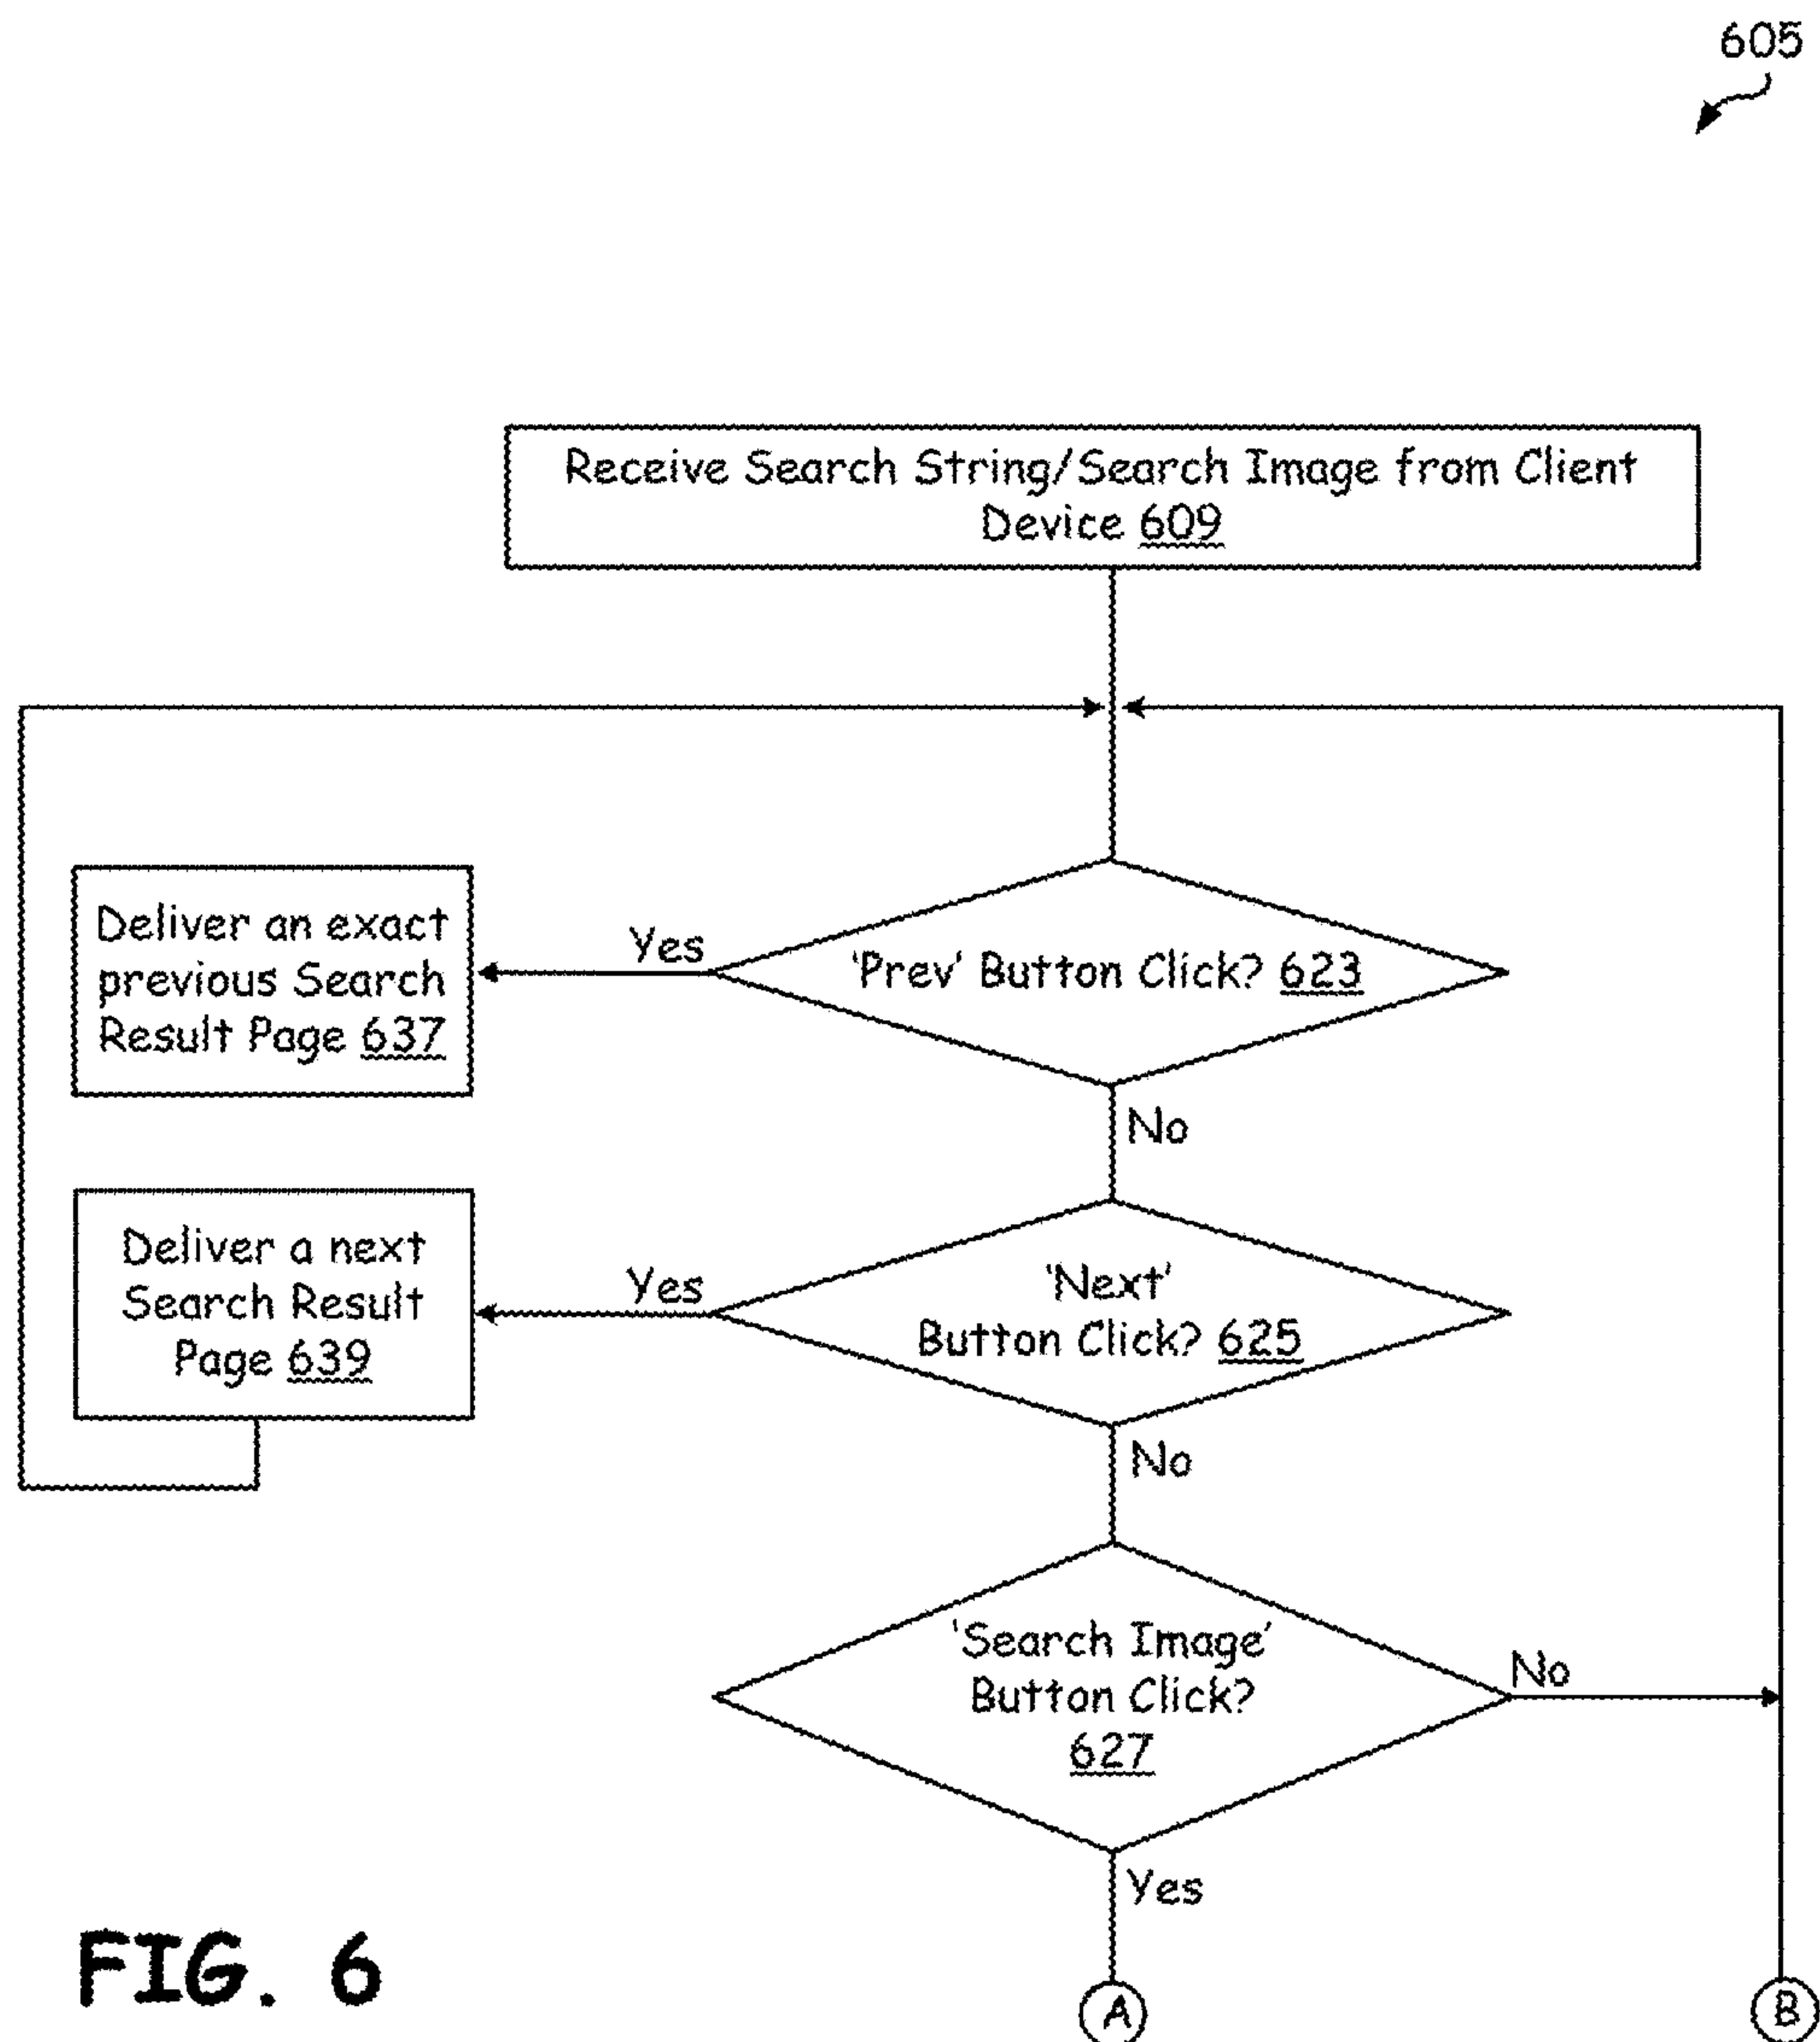 605
Receive Search String/Search Image from Client
Device 609
Deliver an exact
previous Search
Result Page 637
Yes
'Prev' Button Click? 623
No
Deliver a next
Search Result
Page 639
Yes
'Next'
Button Click? 625
No
'Search Image'
Button Click?
627
No
Yes
FIG. 6
A
B